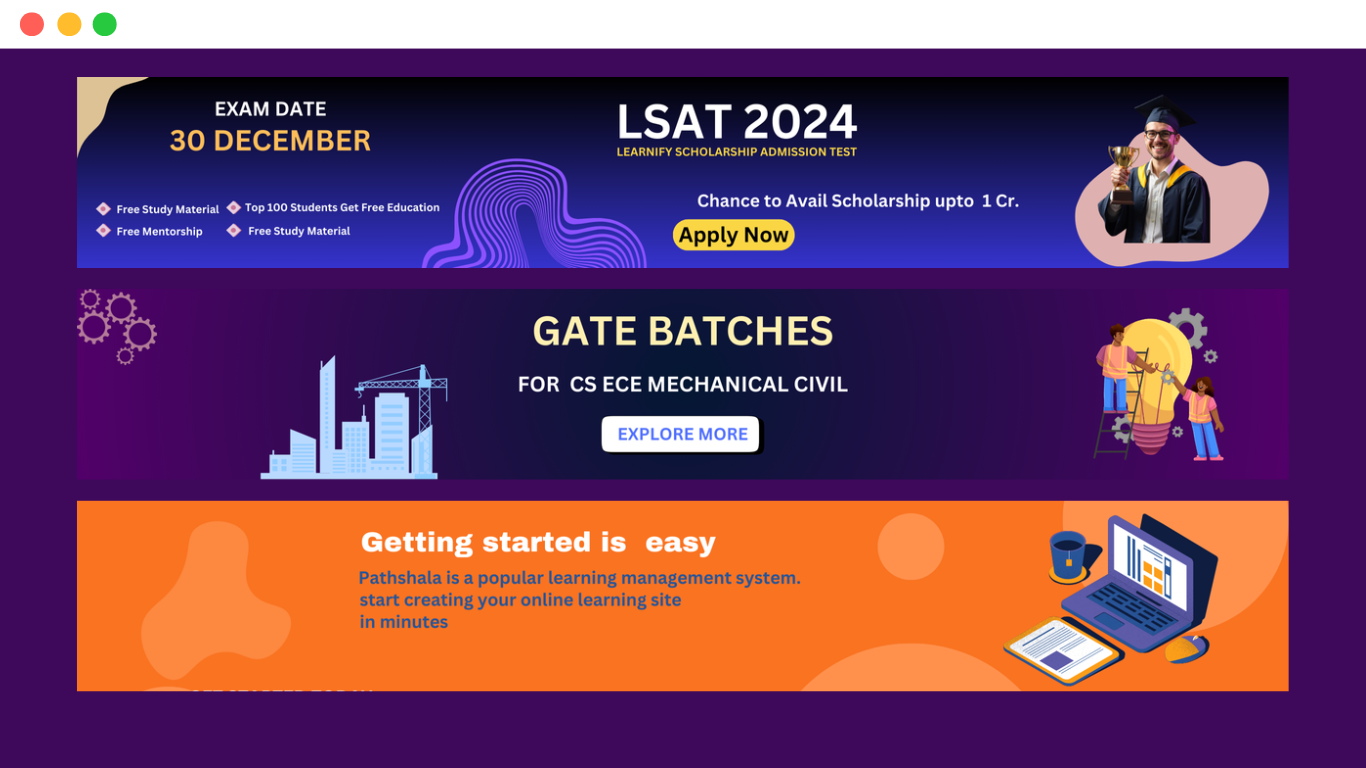 EXAM DATE
30 DECEMBER
Free Study Material
Top 100 Students Get Free Education
Free Mentorship
Free Study Material
LSAT 2024
LEARNIFY SCHOLARSHIP ADMISSION TEST
Chance to Avail Scholarship upto 1 Cr.
Apply Now
GATE BATCHES
FOR CS ECE MECHANICAL CIVIL
EXPLORE MORE
Getting started is easy
Pathshala is a popular learning management system.
start creating your online learning site
in minutes